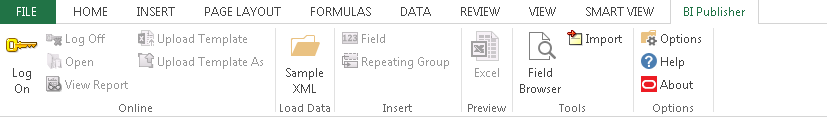 FILE HOME INSERT PAGE LAYOUT FORMULAS DATA REVIEW VIEW SMART VIEW BI Publisher
Log On
Log Off
Open
View Report
Upload Template
Upload Template As
Online
Sample XML
Load Data
123 Field
Repeating Group
Insert
Excel
Preview
Field Browser
Import
Tools
Options
Help
About
Options